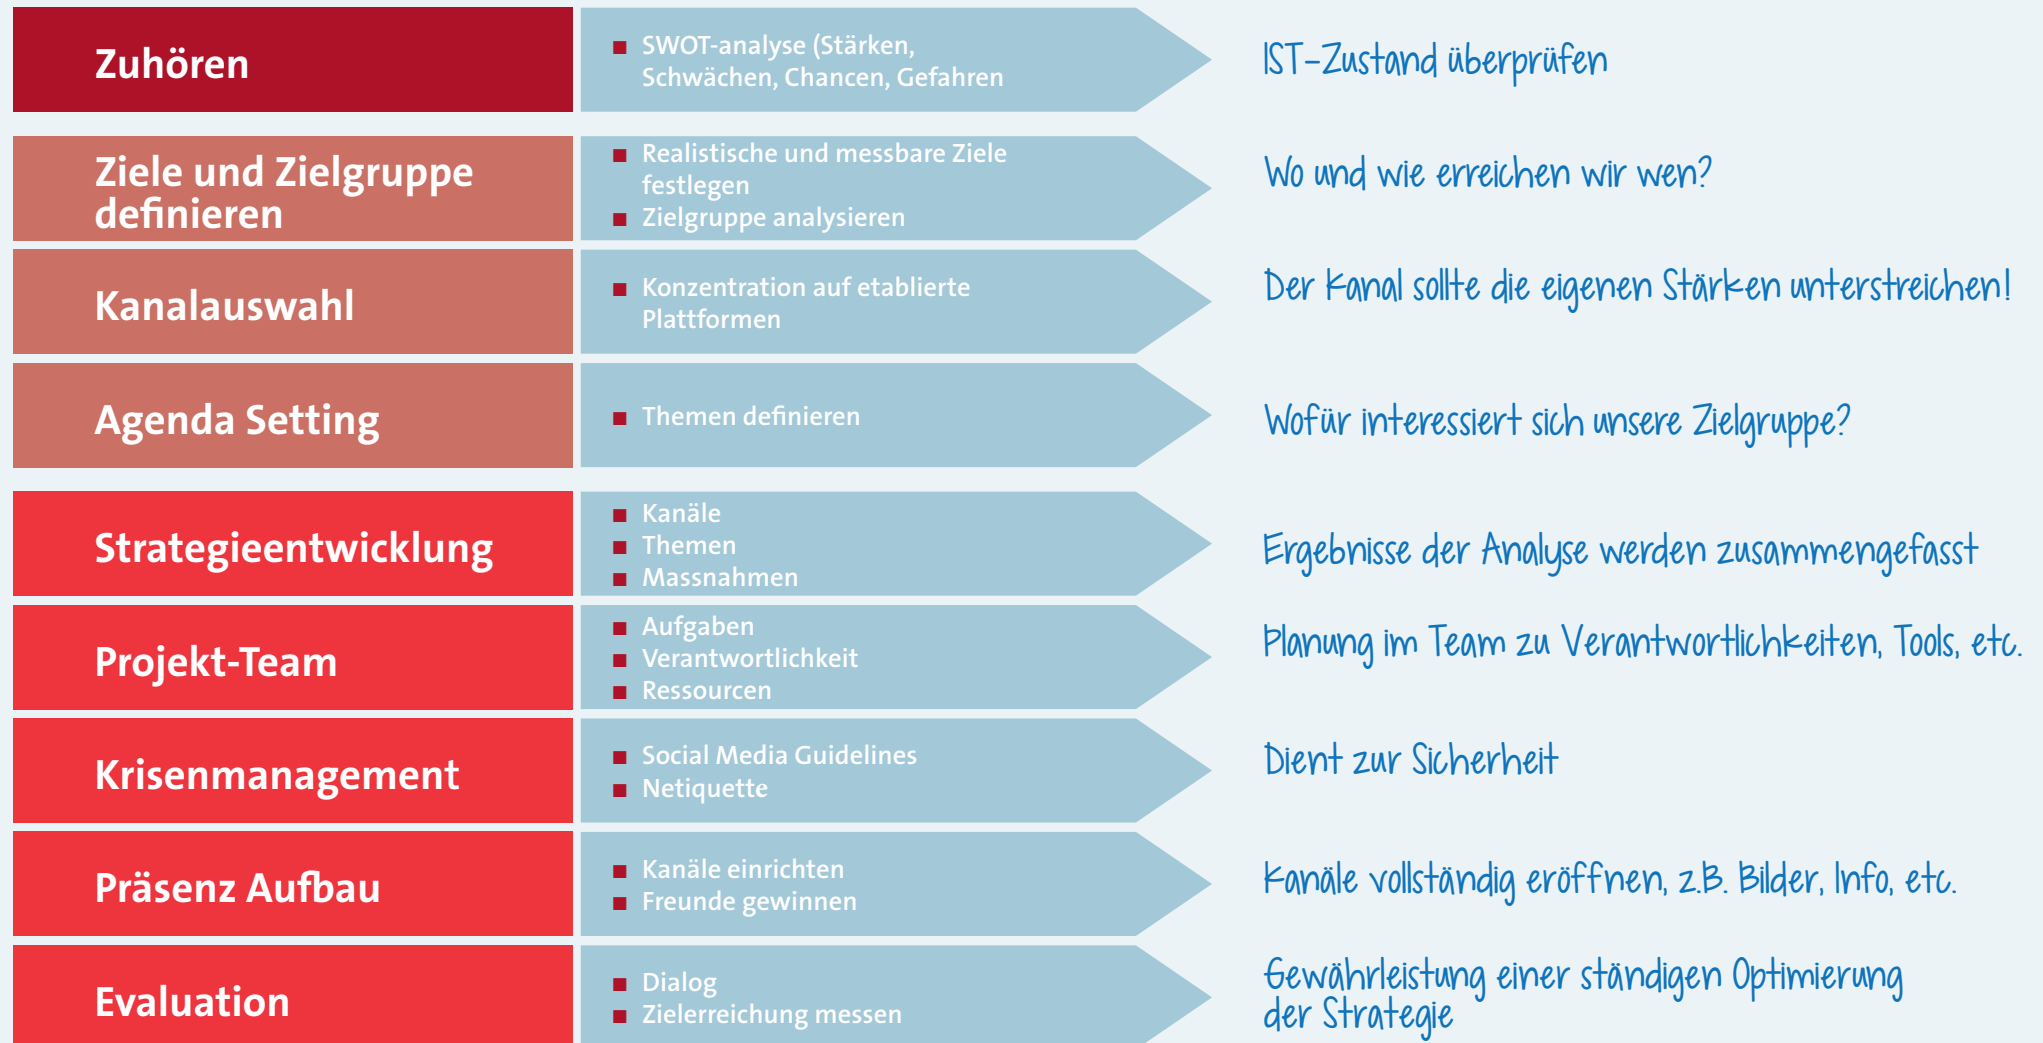 Zuhören
■ SWOT-analyse (Stärken,
Schwächen, Chancen, Gefahren
IST-Zustand überprüfen
Ziele und Zielgruppe
definieren
■ Realistische und messbare Ziele
festlegen
■ Zielgruppe analysieren
Wo und wie erreichen wir wen?
Kanalauswahl
■ Konzentration auf etablierte
Plattformen
Der Kanal sollte die eigenen Stärken unterstreichen!
Agenda Setting
■ Themen definieren
Wofür interessiert sich unsere Zielgruppe?
Strategieentwicklung
■ Kanäle
■ Themen
■ Massnahmen
Ergebnisse der Analyse werden zusammengefasst
Projekt-Team
■ Aufgaben
■ Verantwortlichkeit
■ Ressourcen
Planung im Team zu Verantwortlichkeiten, Tools, etc.
Krisenmanagement
■ Social Media Guidelines
■ Netiquette
Dient zur Sicherheit
Präsenz Aufbau
■ Kanäle einrichten
■ Freunde gewinnen
Kanäle vollständig eröffnen, z.B. Bilder, Info, etc.
Evaluation
■ Dialog
■ Zielerreichung messen
Gewährleistung einer ständigen Optimierung
der Strategie